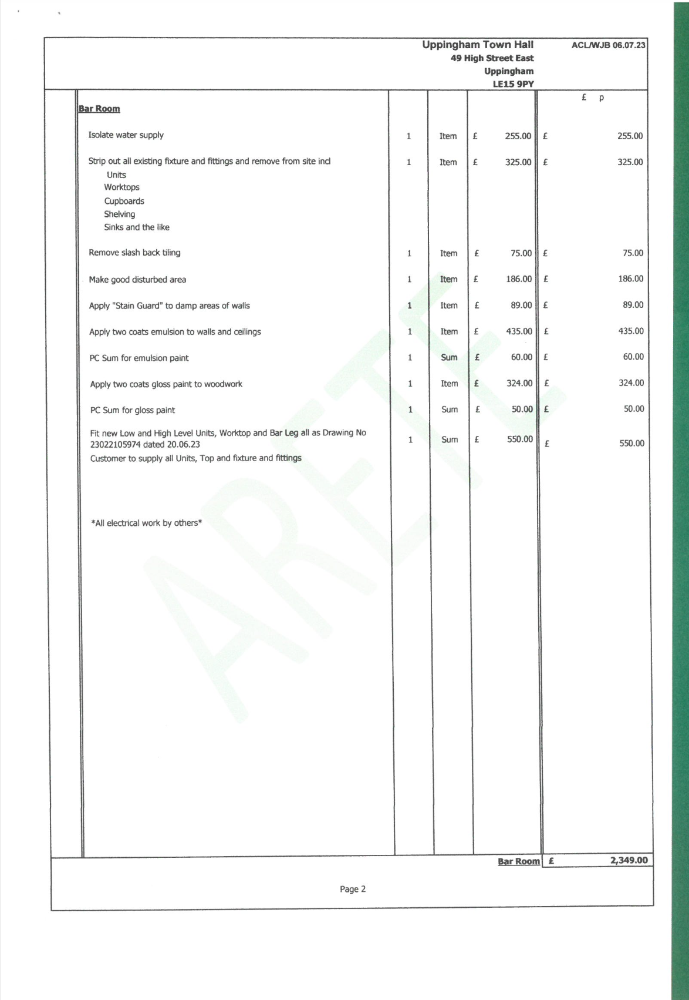 Uppingham Town Hall ACL/WJB 06.07.23
49 High Street East
Uppingham
LE15 9PY
£ p
Bar Room
Isolate water supply 1 Item £ 255.00 £ 255.00
Strip out all existing fixture and fittings and remove from site incl 1 Item £ 325.00 £ 325.00
Units
Worktops
Cupboards
Shelving
Sinks and the like
Remove slash back tiling 1 Item £ 75.00 £ 75.00
Make good disturbed area 1 Item £ 186.00 £ 186.00
Apply "Stain Guard" to damp areas of walls 1 Item £ 89.00 £ 89.00
Apply two coats emulsion to walls and ceilings 1 Item £ 435.00 £ 435.00
PC Sum for emulsion paint 1 Sum £ 60.00 £ 60.00
Apply two coats gloss paint to woodwork 1 Item £ 324.00 £ 324.00
PC Sum for gloss paint 1 Sum £ 50.00 £ 50.00
Fit new Low and High Level Units, Worktop and Bar Leg all as Drawing No
23022105974 dated 20.06.23 1 Sum £ 550.00 £ 550.00
Customer to supply all Units, Top and fixture and fittings
*All electrical work by others*
ARETE
Bar Room £ 2,349.00
Page 2